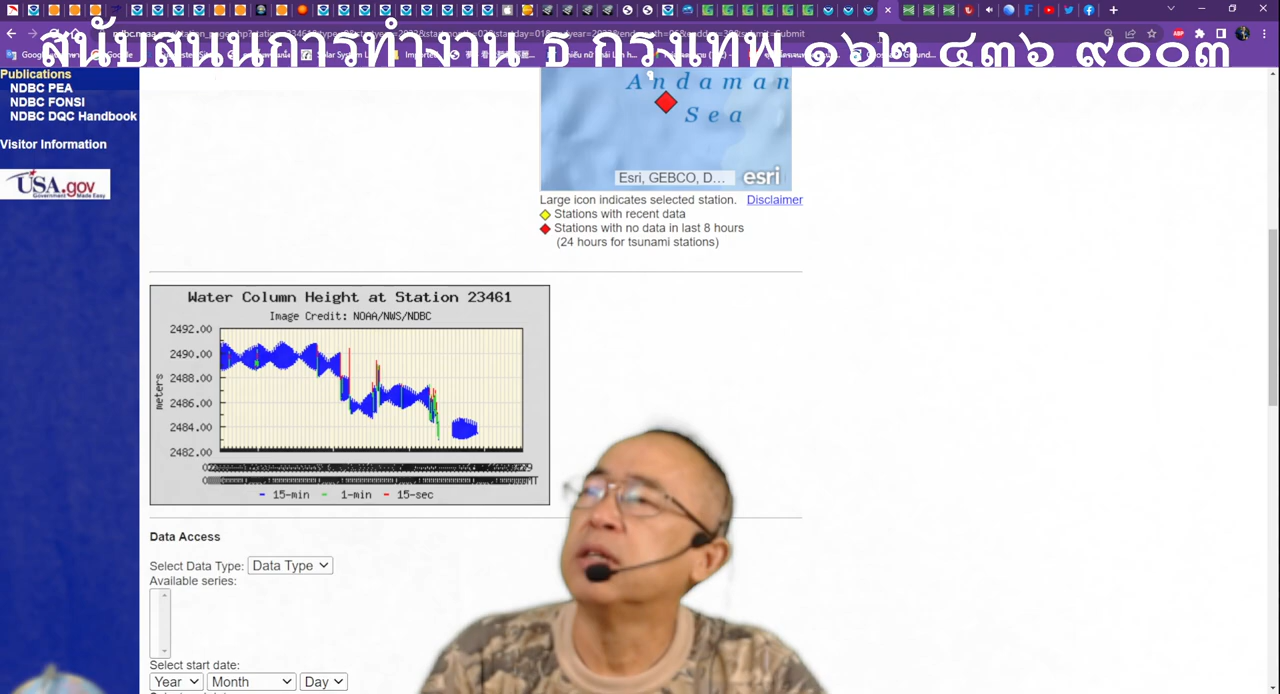 สนับสนุนการทำงาน ธ กรุงเทพ ๑๖๒ ๔๓๖ ๙๐๐๓
Publications
NDBC PEA
NDBC FONSI
NDBC DQC Handbook
Visitor Information
USA.gov
Government Made Easy
Andaman
Sea
Esri, GEBCO, D...
esri
Large icon indicates selected station. Disclaimer
Stations with recent data
Stations with no data in last 8 hours
(24 hours for tsunami stations)
Water Column Height at Station 23461
Image Credit: NOAA/NWS/NDBC
2492.00
2490.00
2488.00
2486.00
2484.00
2482.00
meters
15-min 1-min 15-sec
Data Access
Select Data Type: Data Type
Available series:
Select start date:
Year Month Day